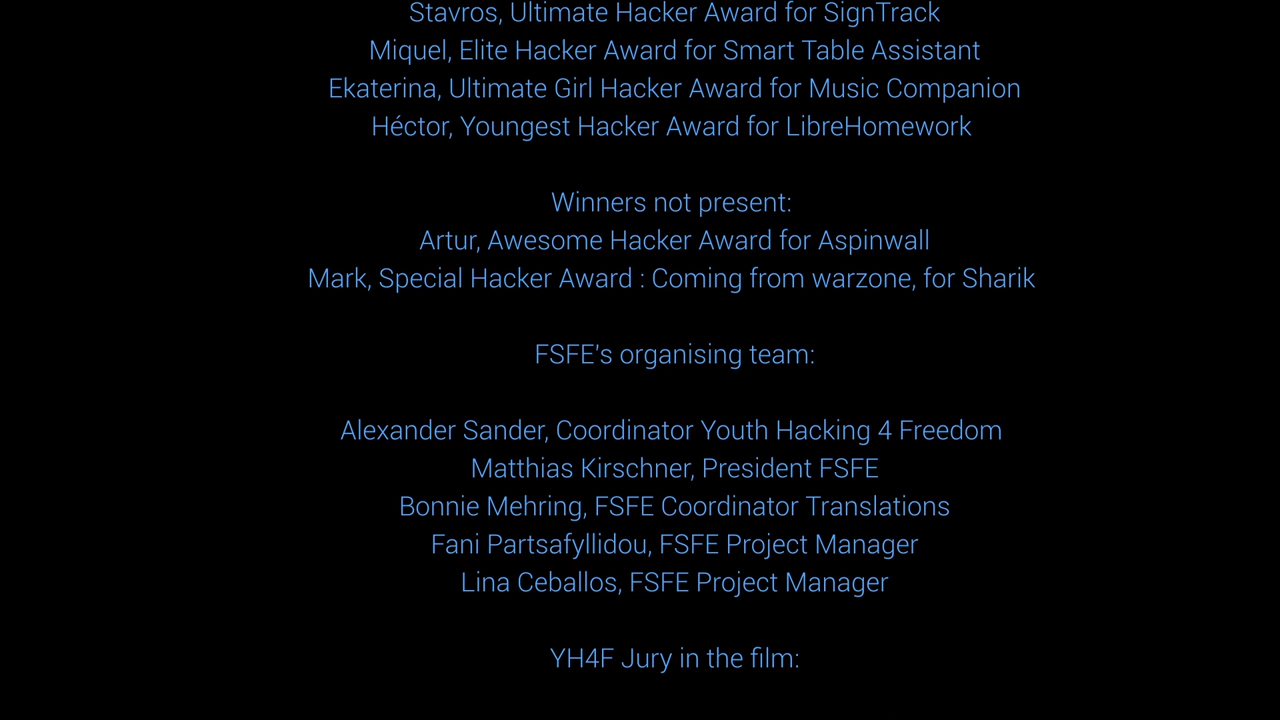 Stavros, Ultimate Hacker Award for SignTrack
Miquel, Elite Hacker Award for Smart Table Assistant
Ekaterina, Ultimate Girl Hacker Award for Music Companion
Héctor, Youngest Hacker Award for LibreHomework
Winners not present:
Artur, Awesome Hacker Award for Aspinwall
Mark, Special Hacker Award : Coming from warzone, for Sharik
FSFE's organising team:
Alexander Sander, Coordinator Youth Hacking 4 Freedom
Matthias Kirschner, President FSFE
Bonnie Mehring, FSFE Coordinator Translations
Fani Partsafyllidou, FSFE Project Manager
Lina Ceballos, FSFE Project Manager
YH4F Jury in the film: